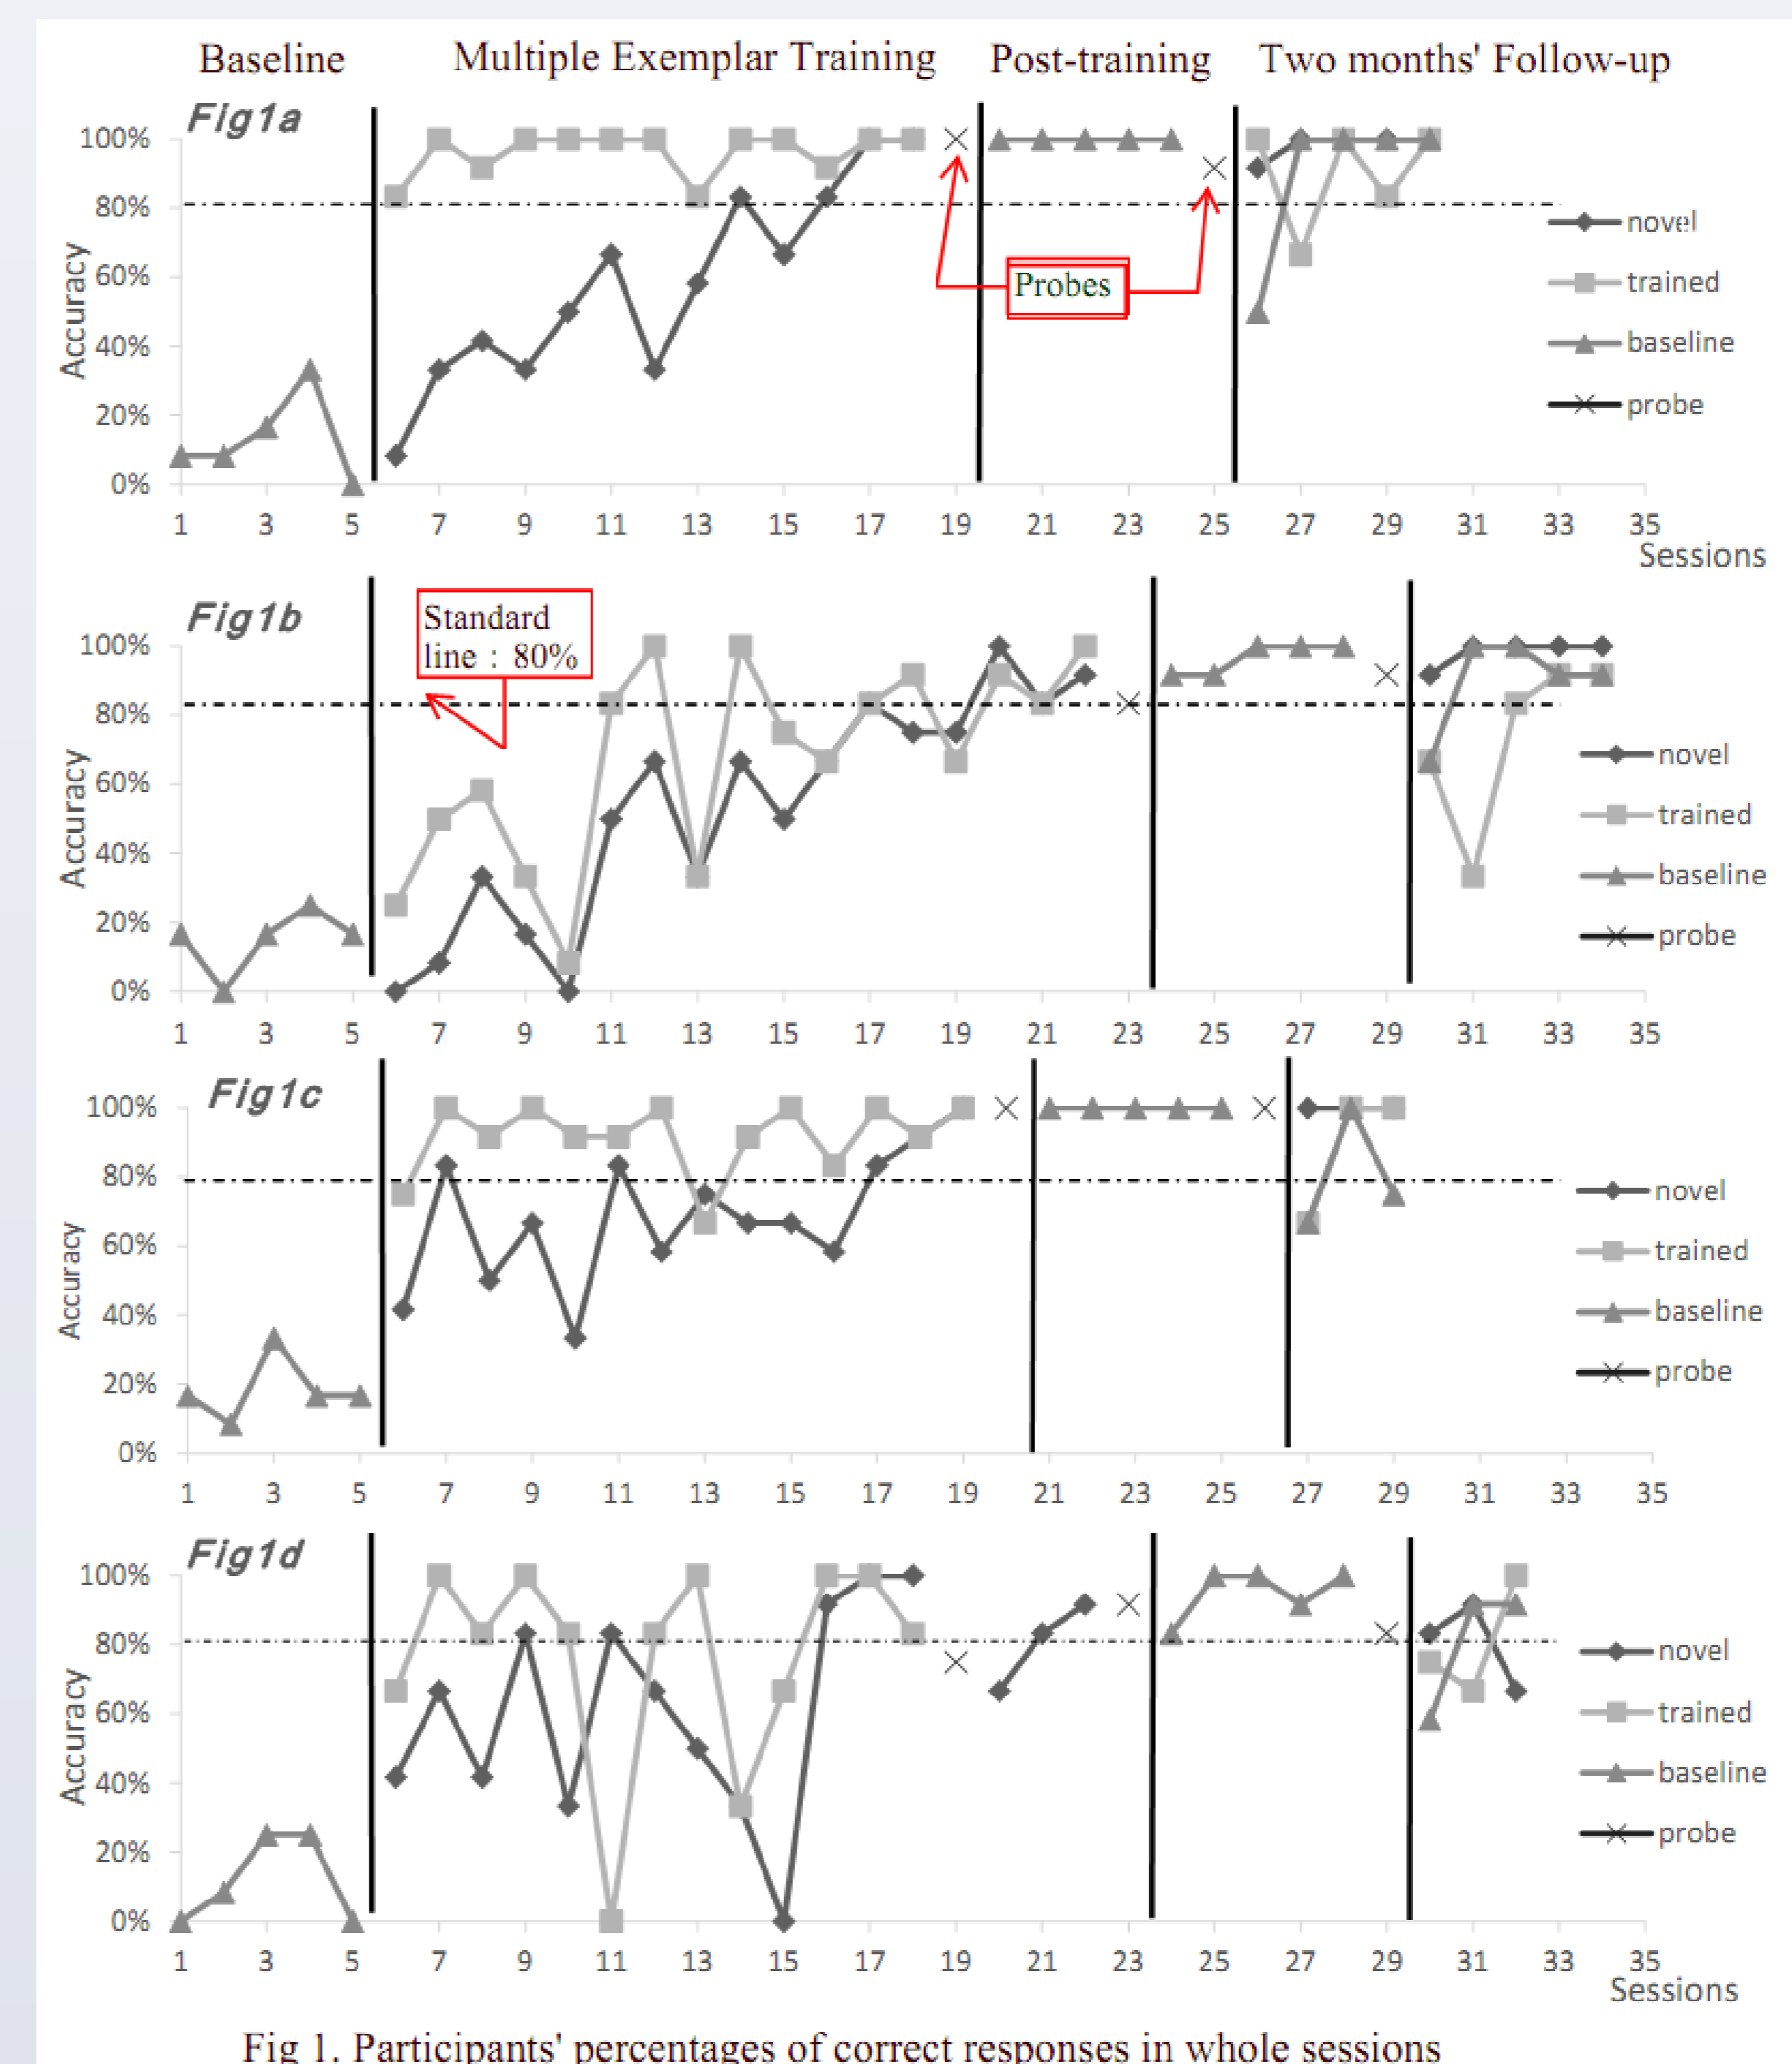 Baseline Multiple Exemplar Training Post-training Two months' Follow-up
Fig1a
100%
80%
60%
40%
20%
0%
Accuracy
Probes
novel
trained
baseline
probe
1 3 5 7 9 11 13 15 17 19 21 23 25 27 29 31 33 35
Sessions
Fig1b
Standard
line : 80%
100%
80%
60%
40%
20%
0%
Accuracy
novel
trained
baseline
probe
1 3 5 7 9 11 13 15 17 19 21 23 25 27 29 31 33 35
Fig1c
100%
80%
60%
40%
20%
0%
Accuracy
novel
trained
baseline
probe
1 3 5 7 9 11 13 15 17 19 21 23 25 27 29 31 33 35
Fig1d
100%
80%
60%
40%
20%
0%
Accuracy
novel
trained
baseline
probe
1 3 5 7 9 11 13 15 17 19 21 23 25 27 29 31 33 35
Sessions
Fig 1. Participants' percentages of correct responses in whole sessions